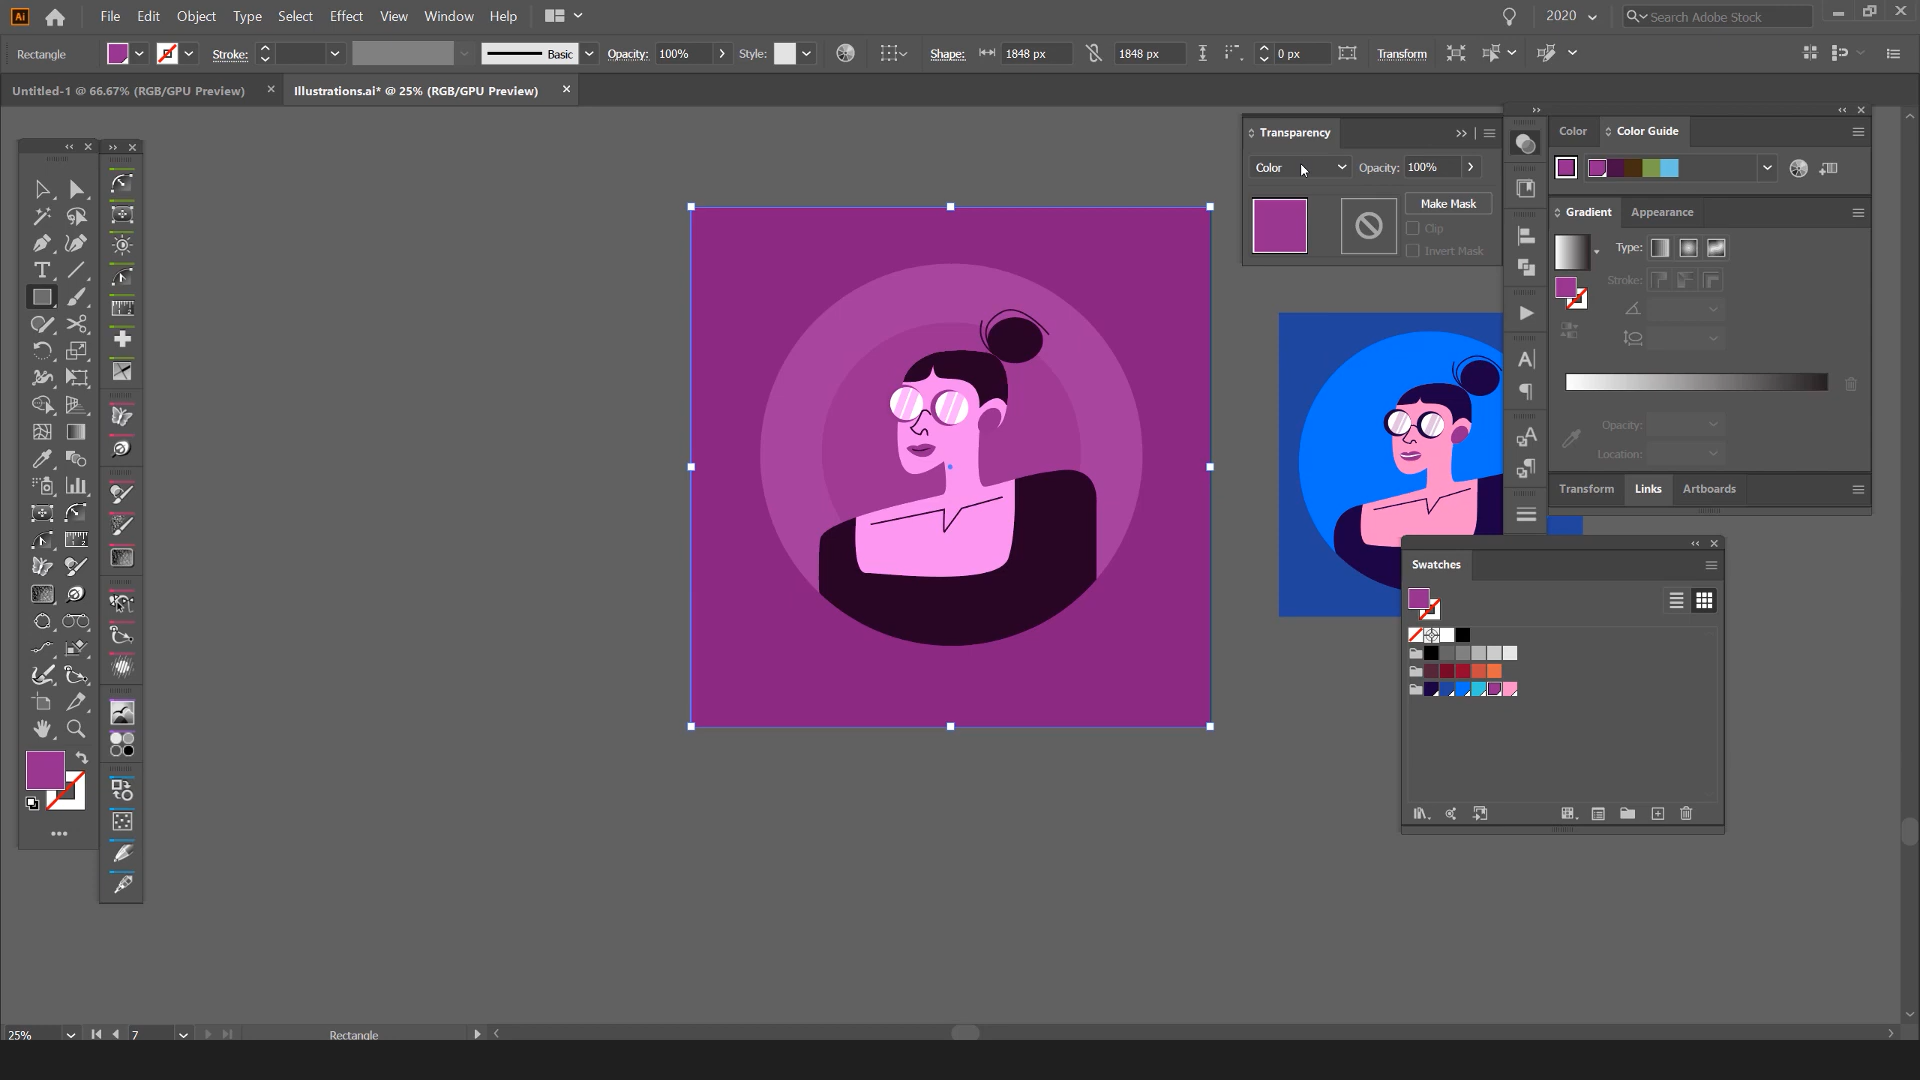 Ai File Edit Object Type Select Effect View Window Help 2020 Search Adobe Stock
Rectangle Stroke: Basic Opacity: 100% Style: Shape: 1848 px 1848 px 0 px Transform
Untitled-1 @ 66.67% (RGB/GPU Preview) Illustrations.ai* @ 25% (RGB/GPU Preview)
Transparency
Color Opacity: 100%
Make Mask
Clip
Invert Mask
Color Color Guide
Gradient Appearance
Type:
Stroke:
Opacity:
Location:
Transform Links Artboards
Swatches
25% 7 Rectangle